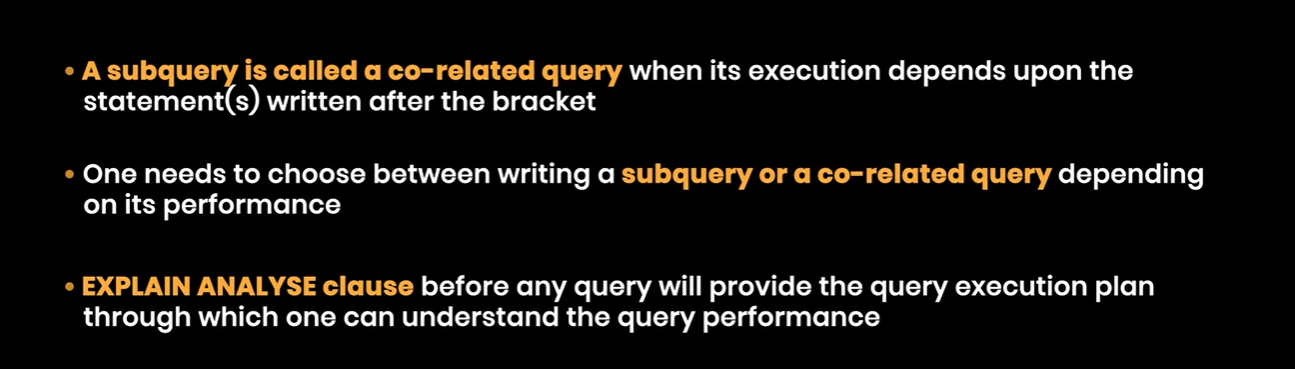 • A subquery is called a co-related query when its execution depends upon the
statement(s) written after the bracket
• One needs to choose between writing a subquery or a co-related query depending
on its performance
• EXPLAIN ANALYSE clause before any query will provide the query execution plan
through which one can understand the query performance